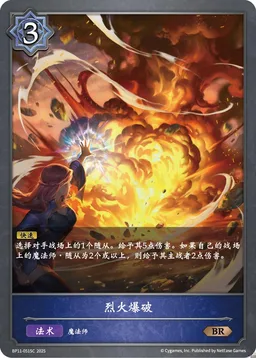 3
快速
选择对手战场上的1个随从。给予其5点伤害。如果自己的战场
上的魔法师·随从为2个或以上，则给予其主战者2点伤害。
烈火爆破
法术 魔法师 BR
BP11-051SC 2025 © Cygames, Inc. Published by NetEase Games